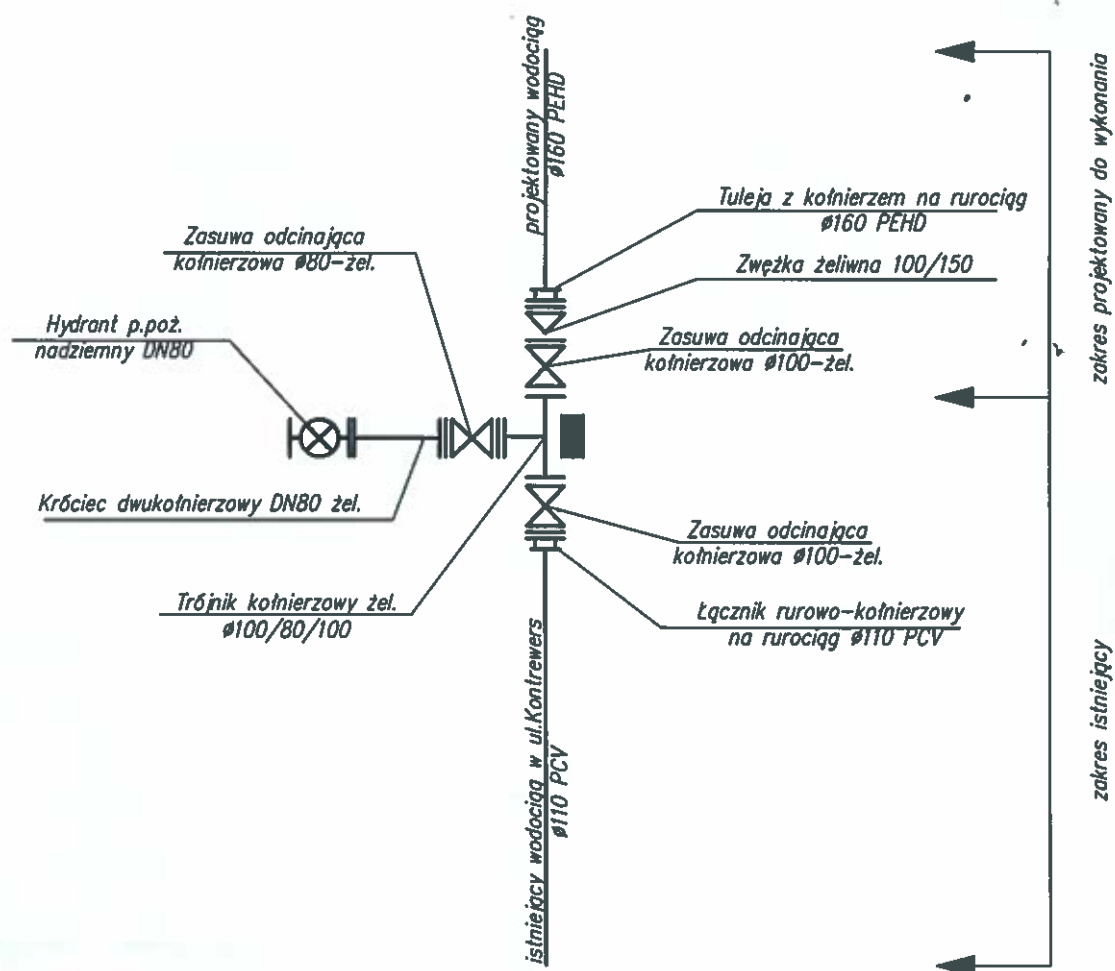 projektowany wodociąg
ø160 PEHD
zakres projektowany do wykonania
Tuleja z kołnierzem na rurociąg
ø160 PEHD
Zasuwa odcinająca
kołnierzowa ø80-żel.
Zwężka żeliwna 100/150
Hydrant p.poż.
nadziemny DN80
Zasuwa odcinająca
kołnierzowa ø100-żel.
Króciec dwukołnierzowy DN80 żel.
Zasuwa odcinająca
kołnierzowa ø100-żel.
Trójnik kołnierzowy żel.
ø100/80/100
Łącznik rurowo-kołnierzowy
na rurociąg ø110 PCV
istniejący wodociąg w ul.Kontrewers
ø110 PCV
zakres istniejący